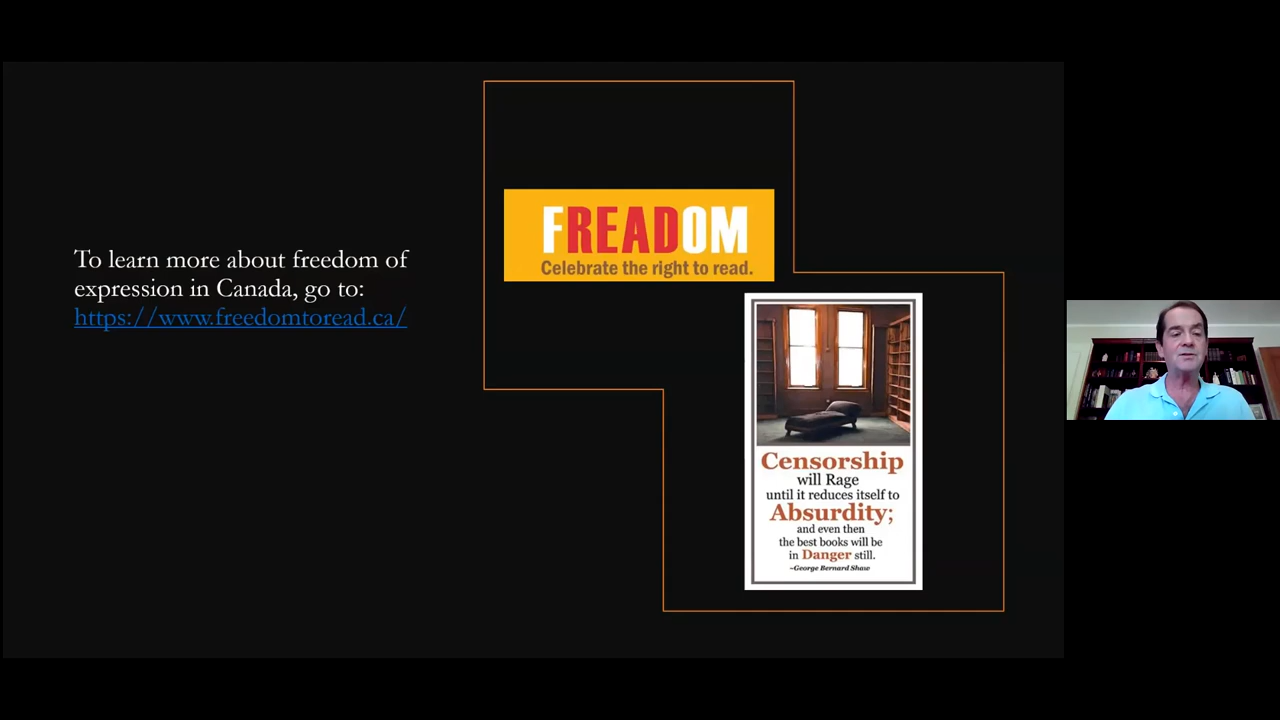 To learn more about freedom of
expression in Canada, go to:
https://www.freedomtoread.ca/
FREADOM
Celebrate the right to read.
Censorship
will Rage
until it reduces itself to
Absurdity;
and even then
the best books will be
in Danger still.
~George Bernard Shaw